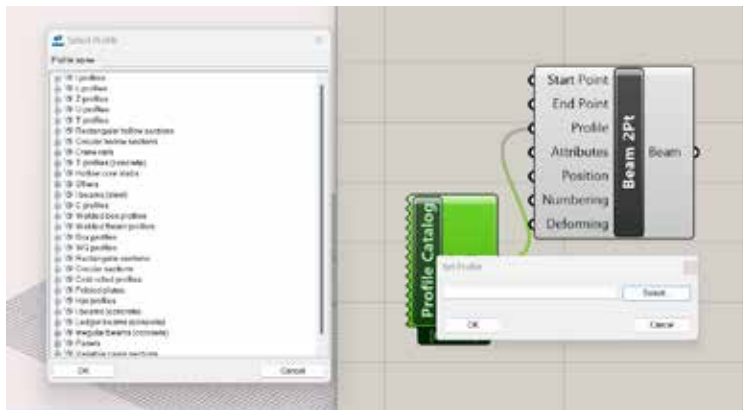 Select Profile
Profile name
I profiles
L profiles
Z profiles
U profiles
T profiles
Rectangular hollow sections
Circular hollow sections
Crane rails
T profiles (concrete)
Hollow core slabs
Others
I beams (steel)
C profiles
Welded box profiles
Welded beam profiles
Box profiles
WQ profiles
Rectangular sections
Circular sections
Cold rolled profiles
Folded plates
Hat profiles
I beams (concrete)
Ledger beams (concrete)
Irregular beams (concrete)
Panels
Variable cross sections
OK
Cancel
Start Point
End Point
Profile
Attributes
Position
Numbering
Deforming
Beam 2Pt
Beam
Profile Catalog
Set Profile
Select
OK
Cancel